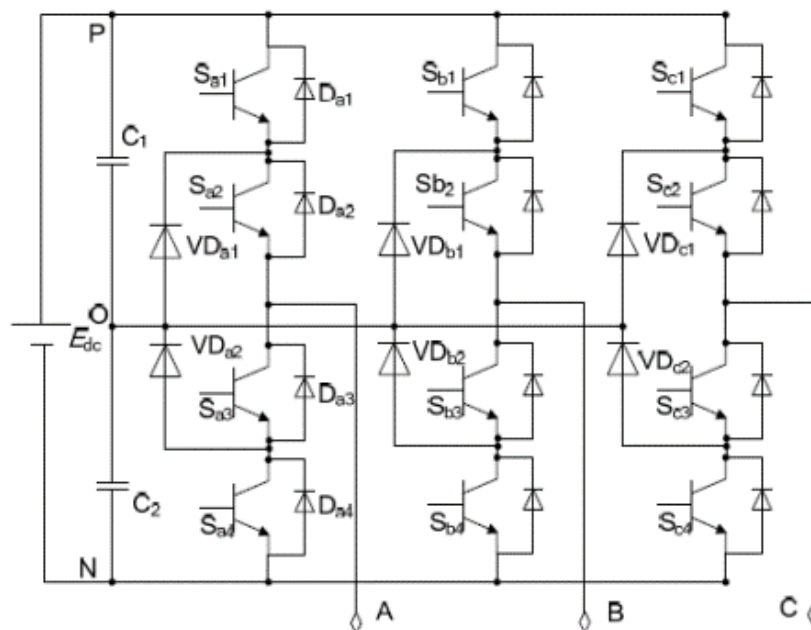 P
Sa1
Da1
Sb1
Sc1
C1
Sa2
Da2
Sb2
Sc2
VDa1
VDb1
VDc1
O
Edc
VDa2
VDb2
VDc2
Sa3
Da3
Sb3
Sc3
C2
Sa4
Da4
Sb4
Sc4
N
A
B
C